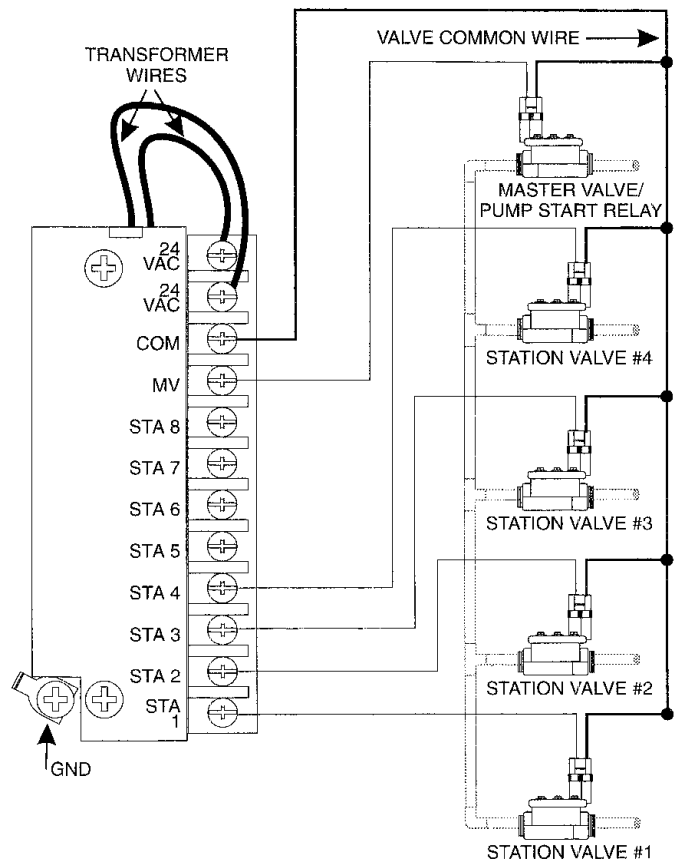 VALVE COMMON WIRE
TRANSFORMER
WIRES
MASTER VALVE/
PUMP START RELAY
24
VAC
24
VAC
COM
MV
STA 8
STA 7
STA 6
STA 5
STA 4
STA 3
STA 2
STA
1
GND
STATION VALVE #4
STATION VALVE #3
STATION VALVE #2
STATION VALVE #1